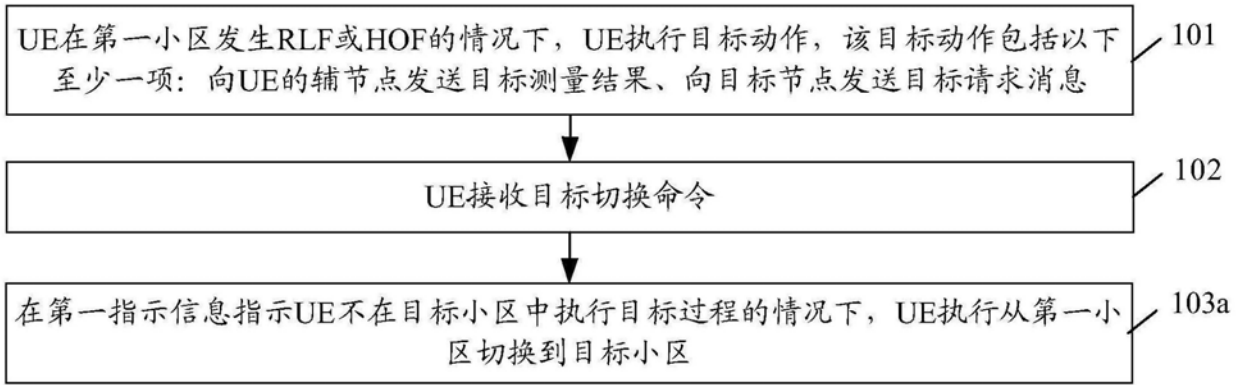 UE在第一小区发生RLF或HOF的情况下，UE执行目标动作，该目标动作包括以下
至少一项：向UE的辅节点发送目标测量结果、向目标节点发送目标请求消息
101
UE接收目标切换命令
102
在第一指示信息指示UE不在目标小区中执行目标过程的情况下，UE执行从第一小
区切换到目标小区
103a